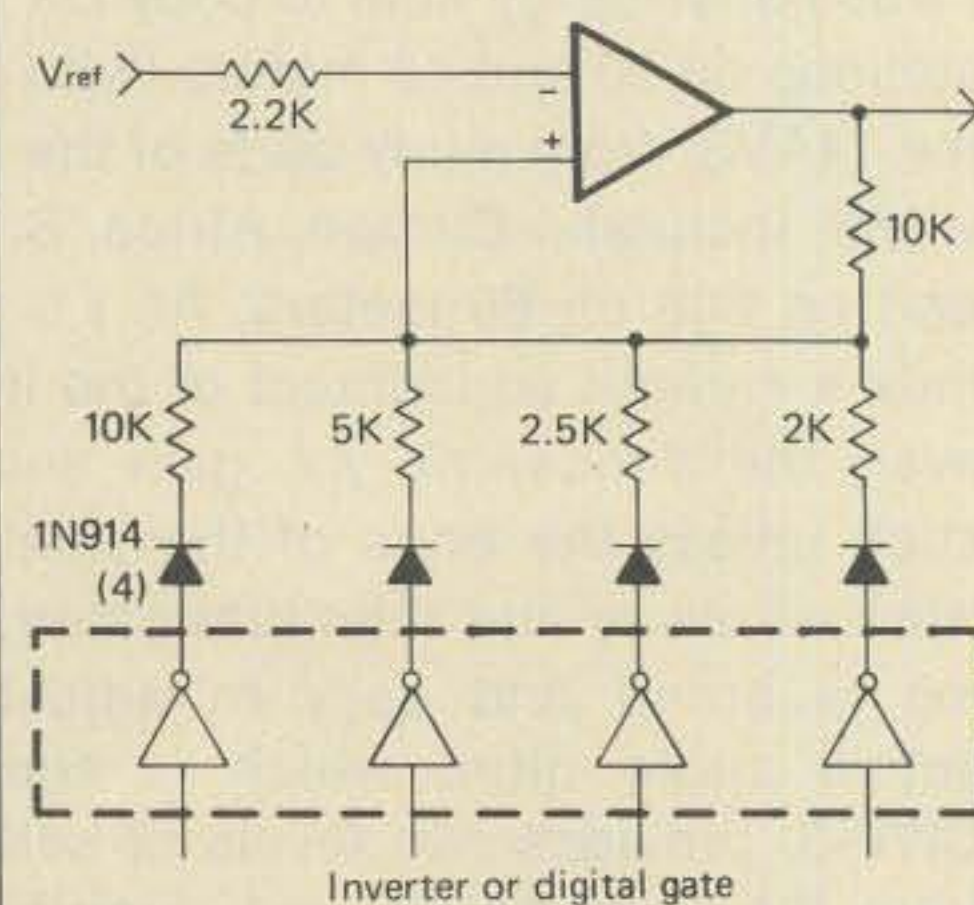 Vref
2.2K
-
+
10K
10K
5K
2.5K
2K
1N914
(4)
Inverter or digital gate